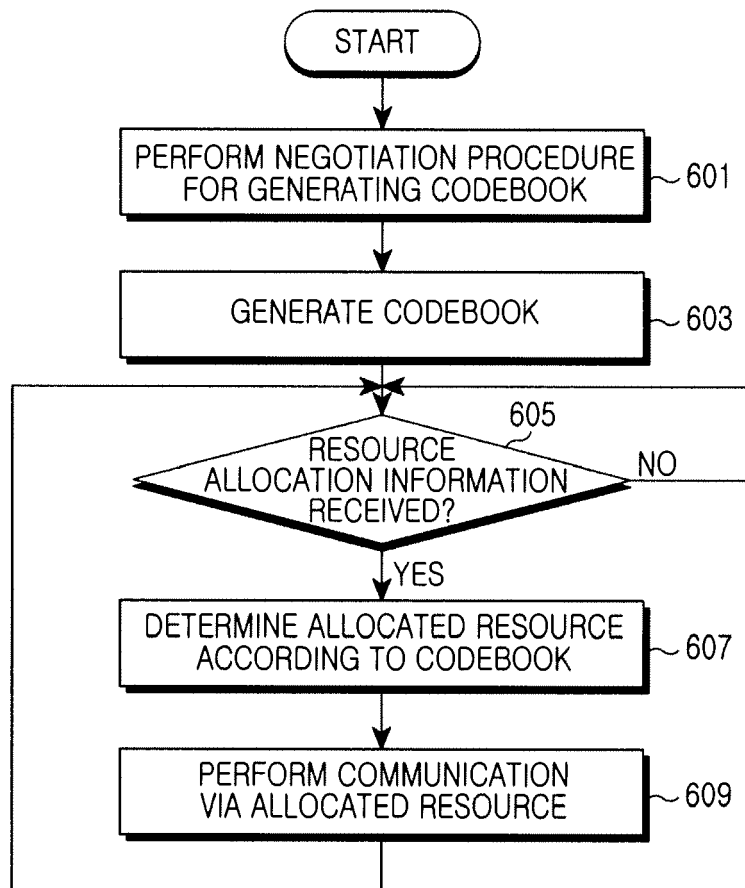 START
PERFORM NEGOTIATION PROCEDURE
FOR GENERATING CODEBOOK
601
GENERATE CODEBOOK
603
605
RESOURCE
ALLOCATION INFORMATION
RECEIVED?
NO
YES
DETERMINE ALLOCATED RESOURCE
ACCORDING TO CODEBOOK
607
PERFORM COMMUNICATION
VIA ALLOCATED RESOURCE
609